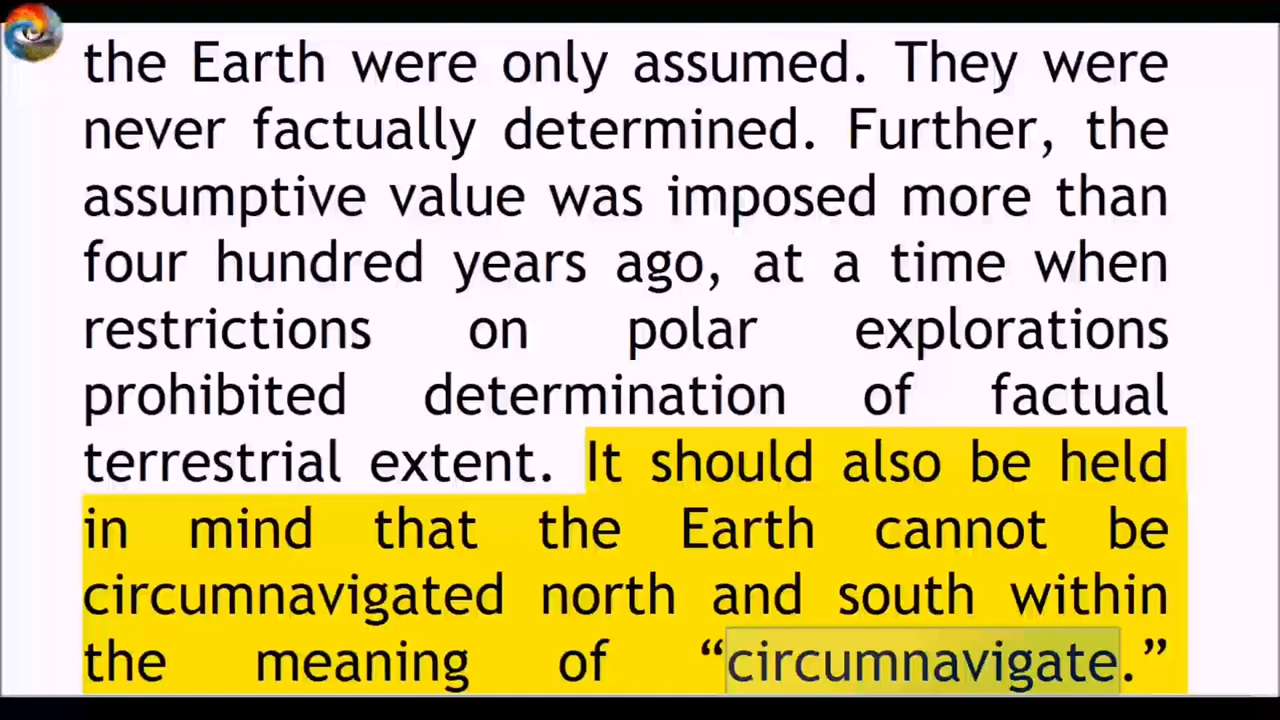 the Earth were only assumed. They were
never factually determined. Further, the
assumptive value was imposed more than
four hundred years ago, at a time when
restrictions on polar explorations
prohibited determination of factual
terrestrial extent. It should also be held
in mind that the Earth cannot be
circumnavigated north and south within
the meaning of “circumnavigate.”